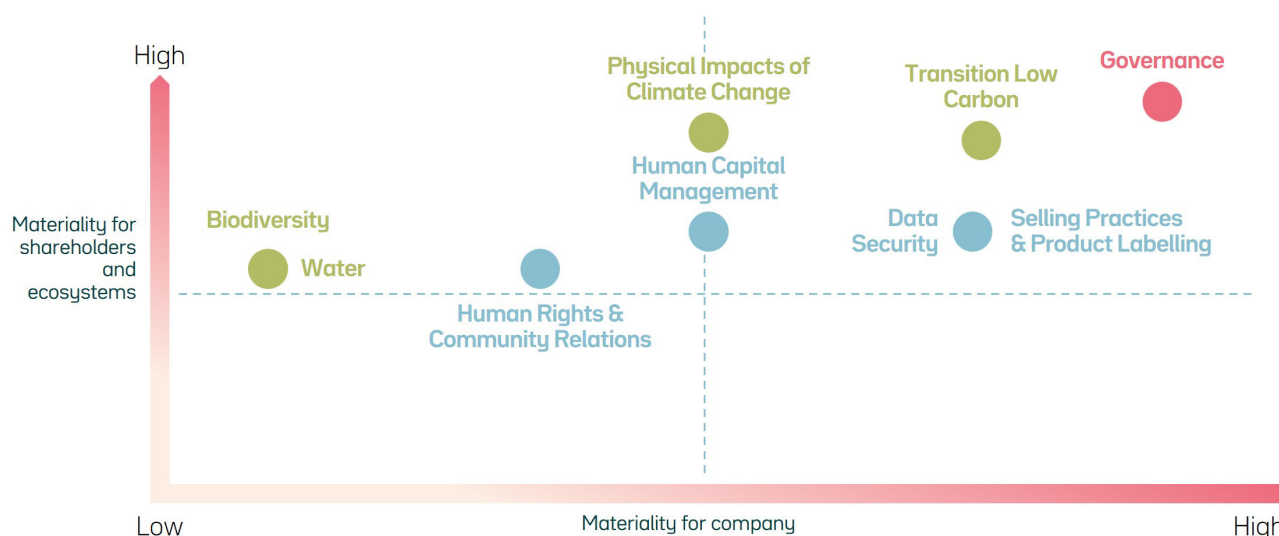 High
Physical Impacts of
Climate Change
Transition Low
Carbon
Governance
Human Capital
Management
Materiality for
shareholders
and
ecosystems
Biodiversity
Water
Data
Security
Selling Practices
& Product Labelling
Human Rights &
Community Relations
Low
Materiality for company
High